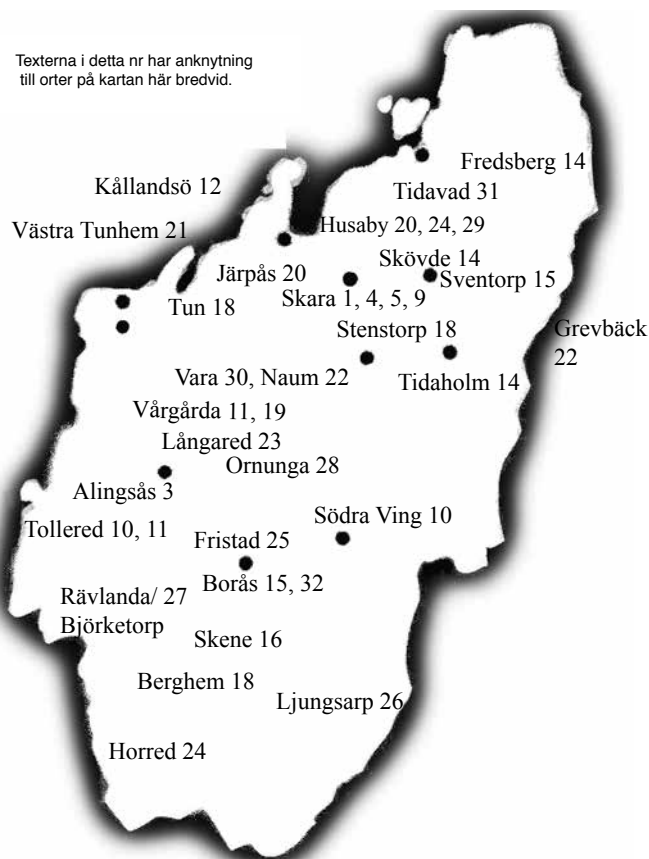 Texterna i detta nr har anknytning
till orter på kartan här bredvid.
Fredsberg 14
Kållandsö 12
Tidavad 31
Västra Tunhem 21
Husaby 20, 24, 29
Skövde 14
Järpås 20
Sventorp 15
Tun 18
Skara 1, 4, 5, 9
Stenstorp 18
Grevbäck
22
Vara 30, Naum 22
Tidaholm 14
Vårgårda 11, 19
Långared 23
Ornunga 28
Alingsås 3
Södra Ving 10
Tollered 10, 11
Fristad 25
Borås 15, 32
Rävlanda/ 27
Björketorp
Skene 16
Berghem 18
Ljungsarp 26
Horred 24